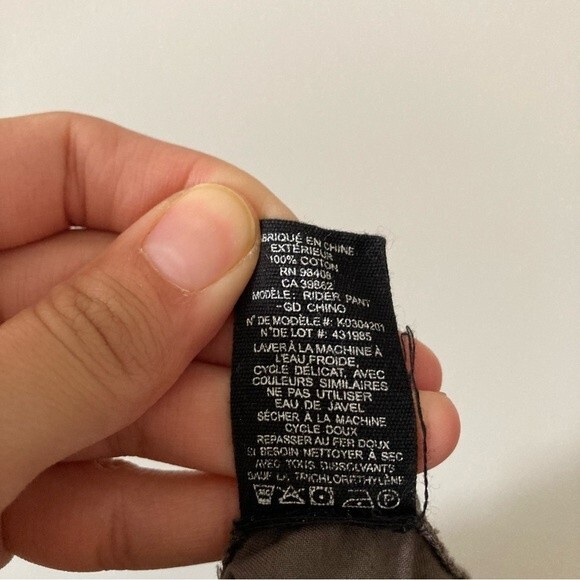 BRIQUÉ EN CHINE
EXTÉRIEUR
100% COTON
RN 98408
CA 39862
MODÈLE: RIDER PANT
-GD CHINO
N° DE MODÈLE #: K0304201
N° DE LOT #: 431985
LAVER À LA MACHINE À
L'EAU FROIDE,
CYCLE DÉLICAT, AVEC
COULEURS SIMILAIRES
NE PAS UTILISER
EAU DE JAVEL
SÉCHER À LA MACHINE
CYCLE DOUX
REPASSER AU FER DOUX
SI BESOIN NETTOYER À SEC
AVEC TOUS DISSOLVANTS
SAUF LE TRICHLORETHYLÈNE